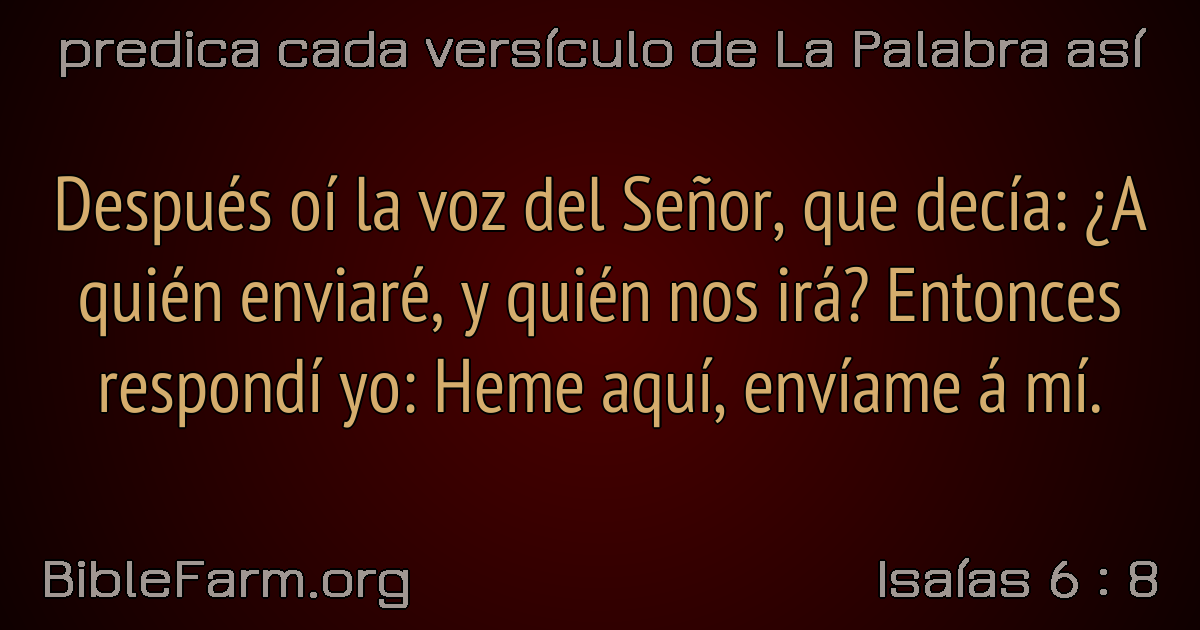 predica cada versículo de La Palabra así
Después oí la voz del Señor, que decía: ¿A
quién enviaré, y quién nos irá? Entonces
respondí yo: Heme aquí, envíame á mí.
BibleFarm.org
Isaías 6 : 8